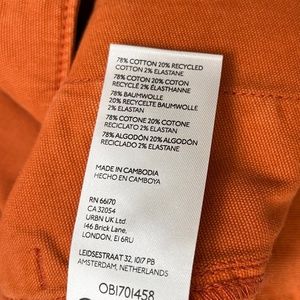 78% COTTON 20% RECYCLED
COTTON 2% ELASTANE
78% COTON 20% COTON
RECYCLÉ 2% ÉLASTHANNE
78% BAUMWOLLE
20% RECYCELTE BAUMWOLLE
2% ELASTAN
78% COTONE 20% COTONE
RICICLATO 2% ELASTANE
78% ALGODÓN 20% ALGODÓN
RECICLADO 2% ELASTANO
MADE IN CAMBODIA
HECHO EN CAMBOYA
RN 66170
CA 32054
URBN UK Ltd.
146 Brick Lane,
LONDON, E1 6RU
LEIDSESTRAAT 32, 1017 PB
AMSTERDAM, NETHERLANDS
OB1701458